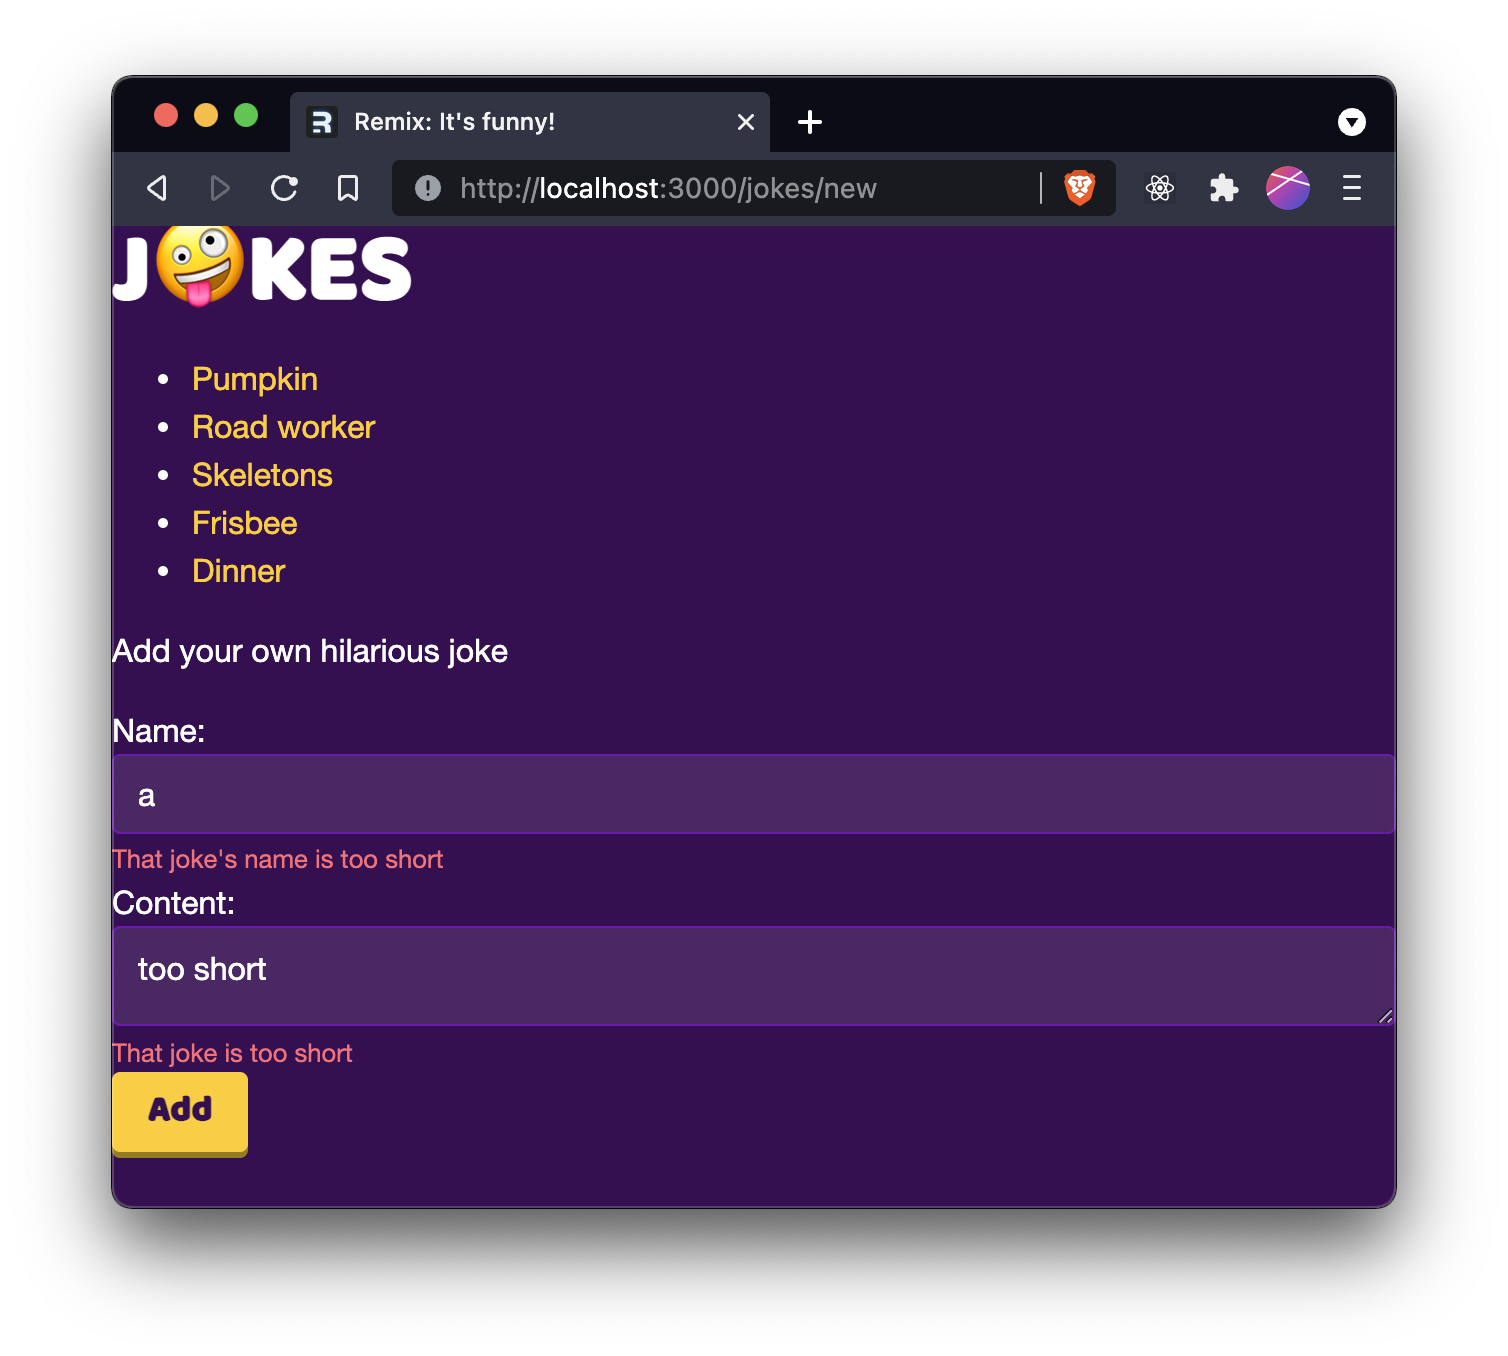 Remix: It's funny!
http://localhost:3000/jokes/new
J🤪KES
Pumpkin
Road worker
Skeletons
Frisbee
Dinner
Add your own hilarious joke
Name:
a
That joke's name is too short
Content:
too short
That joke is too short
Add